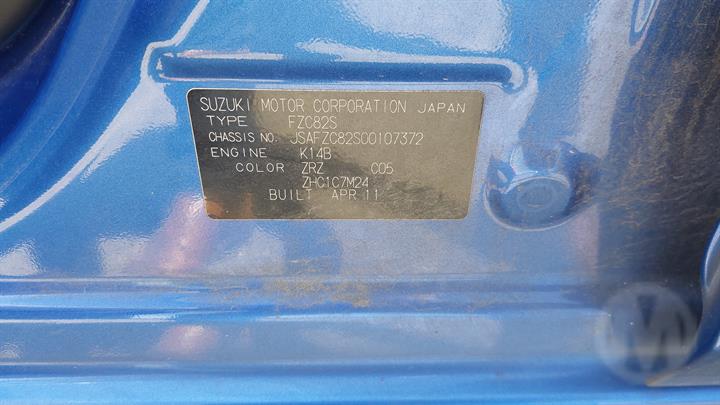 SUZUKI MOTOR CORPORATION JAPAN
TYPE FZC82S
CHASSIS NO. JSAFZC82S00107372
ENGINE K14B
COLOR ZRZ C05
ZHC1C7M24
BUILT APR 11
M